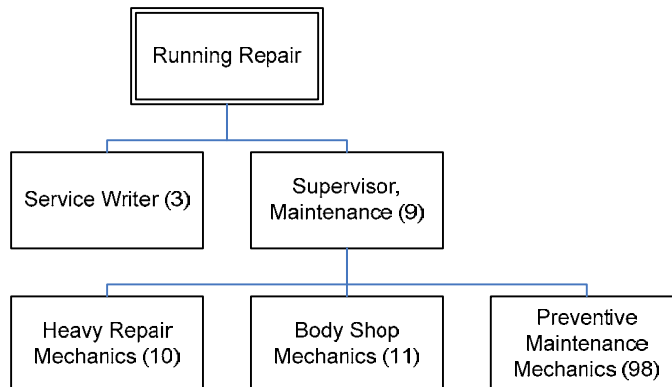 Running Repair
Service Writer (3)
Supervisor,
Maintenance (9)
Heavy Repair
Mechanics (10)
Body Shop
Mechanics (11)
Preventive
Maintenance
Mechanics (98)